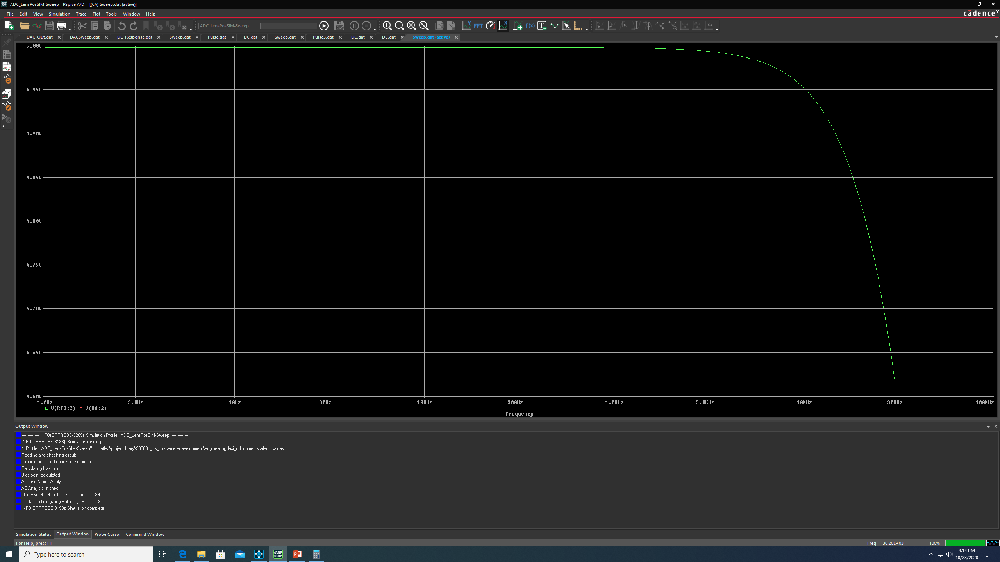 ADC_LensPosSIM-Sweep - PSpice A/D - [(CA) Sweep.dat (active)]
File Edit View Simulation Trace Plot Tools Window Help
cādence®
ADC_LensPosSIM-Sweep
FFT f(x)
DAC_Out.dat DACSweep.dat DC_Response.dat Sweep.dat Pulse.dat DC.dat Sweep.dat Pulse3.dat DC.dat DC.dat Sweep.dat (active)
5.00V
4.95V
4.90V
4.85V
4.80V
4.75V
4.70V
4.65V
4.60V
1.0Hz 3.0Hz 10Hz 30Hz 100Hz 300Hz 1.0KHz 3.0KHz 10KHz 30KHz 100KHz
V(Rf3:2) V(R6:2)
Frequency
Output Window
--------------- INFO(ORPROBE-3209): Simulation Profile: ADC_LensPosSIM-Sweep ---------------
INFO(ORPROBE-3183): Simulation running...
** Profile: "ADC_LensPosSIM-Sweep" [ \\atlas\projectlibrary\902001_4k_rovcameradevelopment\engineeringdesigndocuments\electricaldes
Reading and checking circuit
Circuit read in and checked, no errors
Calculating bias point
Bias point calculated
AC (and Noise) Analysis
AC Analysis finished
License check-out time = .89
Total job time (using Solver 1) = .09
INFO(ORPROBE-3190): Simulation complete
Simulation Status Output Window Probe Cursor Command Window
For Help, press F1 Freq = 30.20E+03 100%
Type here to search
4:14 PM
10/23/2020